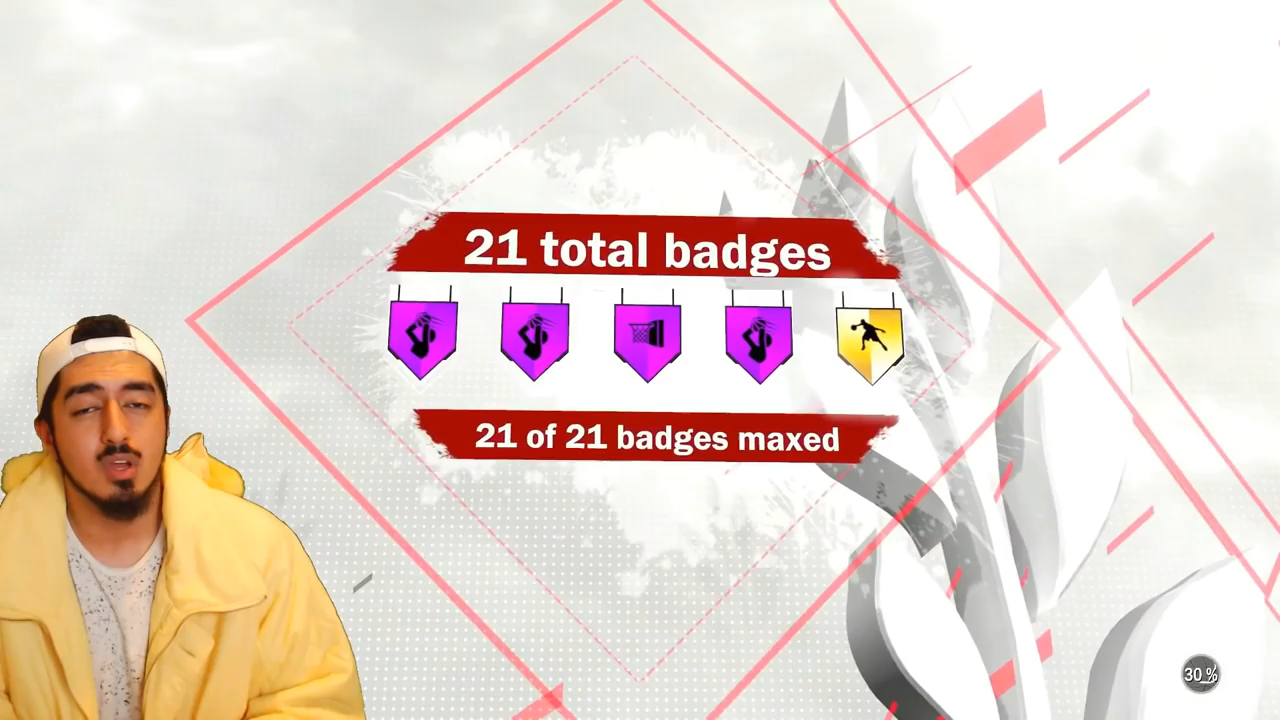 21 total badges
21 of 21 badges maxed
30 %